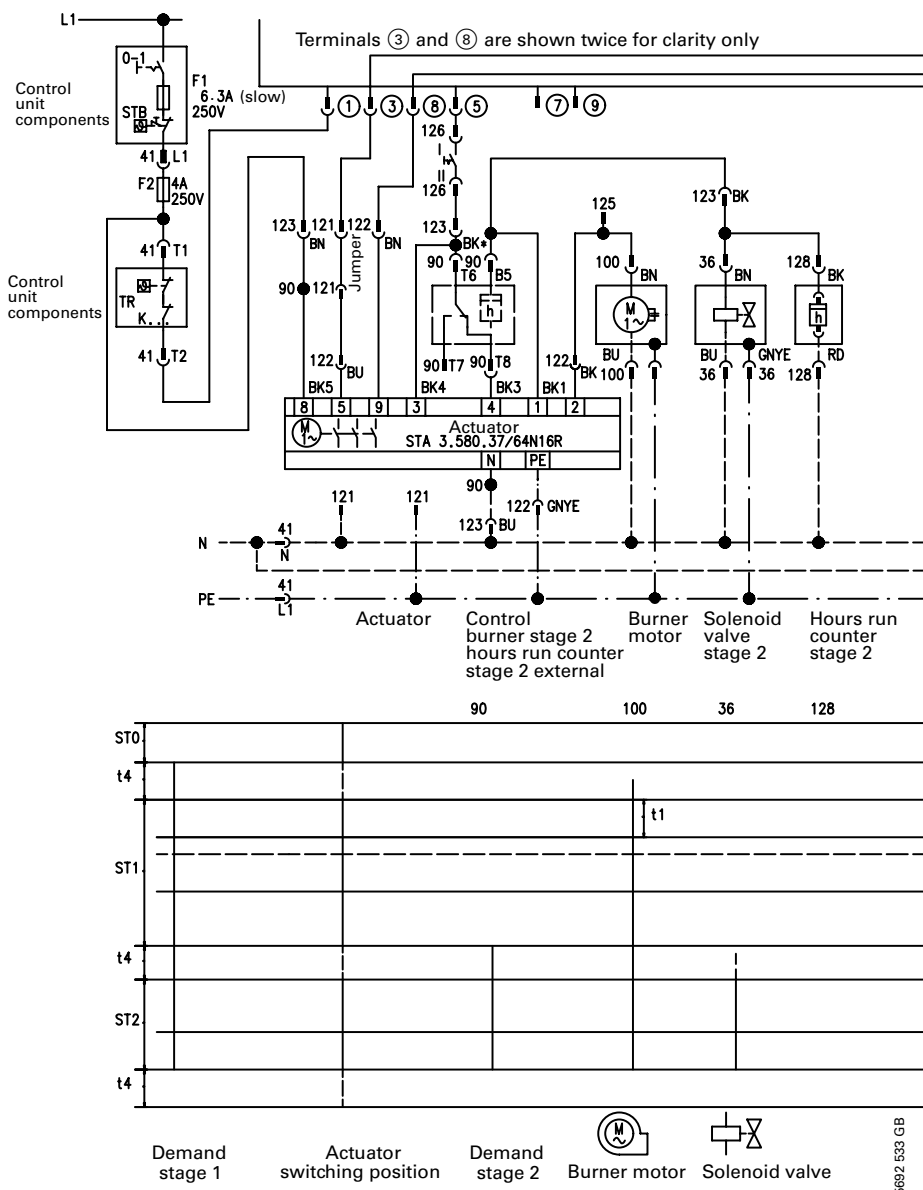 L1
Terminals ③ and ⑧ are shown twice for clarity only
0-1
Control
unit
components
F1
6.3A (slow)
250V
STB
① ③ ⑧ ⑤ ⑦ ⑨
126
I
II
126
41 L1
F2 4A
250V
123 121 122 123
BN BN BK*
123 BK
125
41 T1
Jumper
90 90
T6 B5
100 BN
36 BN
128 BK
90 121
Control
unit
components
TR
K...
h
M
1~
h
41 T2
90 T7 90 T8
122 BU
122 BK
BU
100
BU GNYE
36 36
RD
128
BK5 BK4 BK3 BK1
8 5 9 3 4 1 2
M
1~
Actuator
STA 3.580.37/64N16R
N PE
90
121 121
122 GNYE
123 BU
N 41
N
PE 41
L1
Actuator
Control
burner stage 2
hours run counter
stage 2 external
Burner
motor
Solenoid
valve
stage 2
Hours run
counter
stage 2
90 100 36 128
ST0
t4
t1
ST1
t4
ST2
t4
M
~
Demand
stage 1
Actuator
switching position
Demand
stage 2
Burner motor
Solenoid valve
5692 533 GB